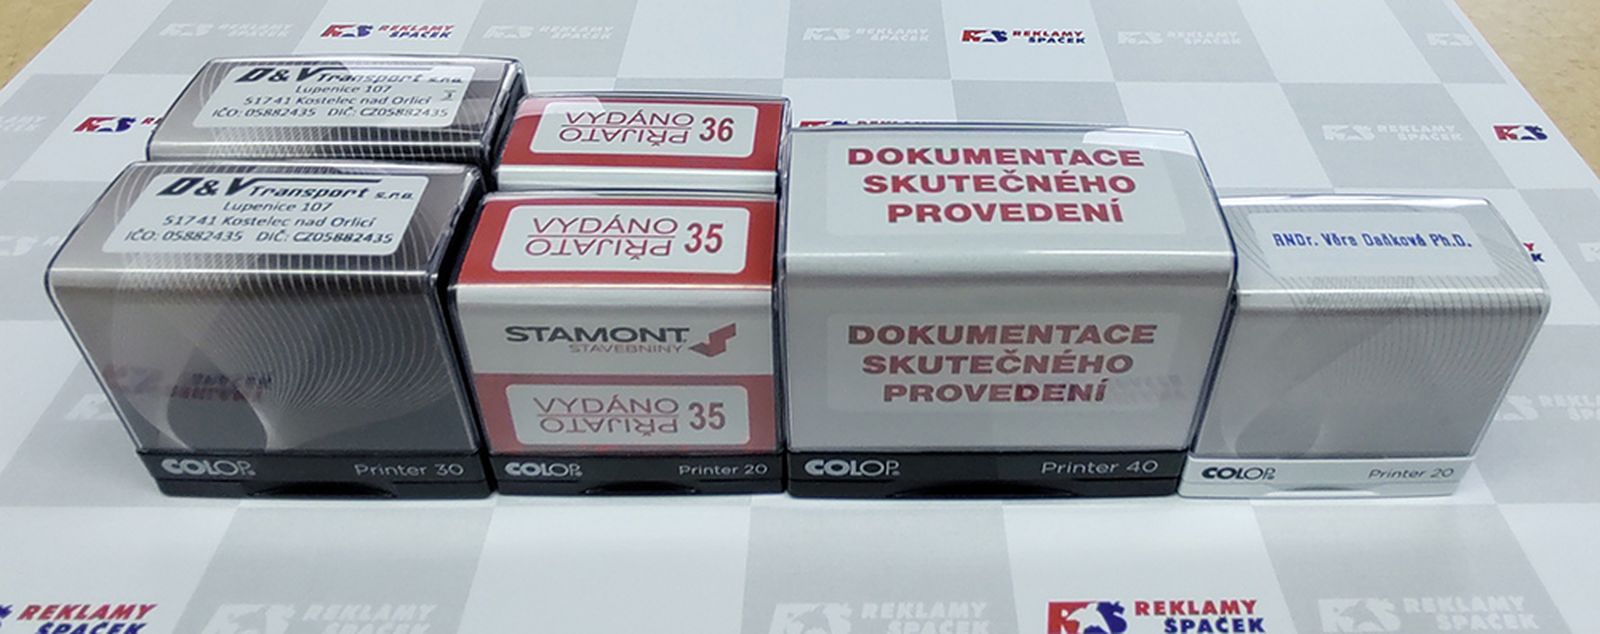 REKLAMY
ŠPAČEK
REKLAMY
ŠPAČEK
D&V Transport s.r.o.
Lupenice 107
517 41 Kostelec nad Orlicí
IČO: 05882435 DIČ: CZ05882435
1
D&V Transport s.r.o.
Lupenice 107
517 41 Kostelec nad Orlicí
IČO: 05882435 DIČ: CZ05882435
COLOP
Printer 30
VYDÁNO
PŘIJATO
36
VYDÁNO
PŘIJATO
35
STAMONT
STAVEBNINY
VYDÁNO
PŘIJATO
35
COLOP
Printer 20
DOKUMENTACE
SKUTEČNÉHO
PROVEDENÍ
DOKUMENTACE
SKUTEČNÉHO
PROVEDENÍ
COLOP
Printer 40
RNDr. Věra Ph.D.
COLOP
Printer 20
REKLAMY
ŠPAČEK
REKLAMY
ŠPAČEK